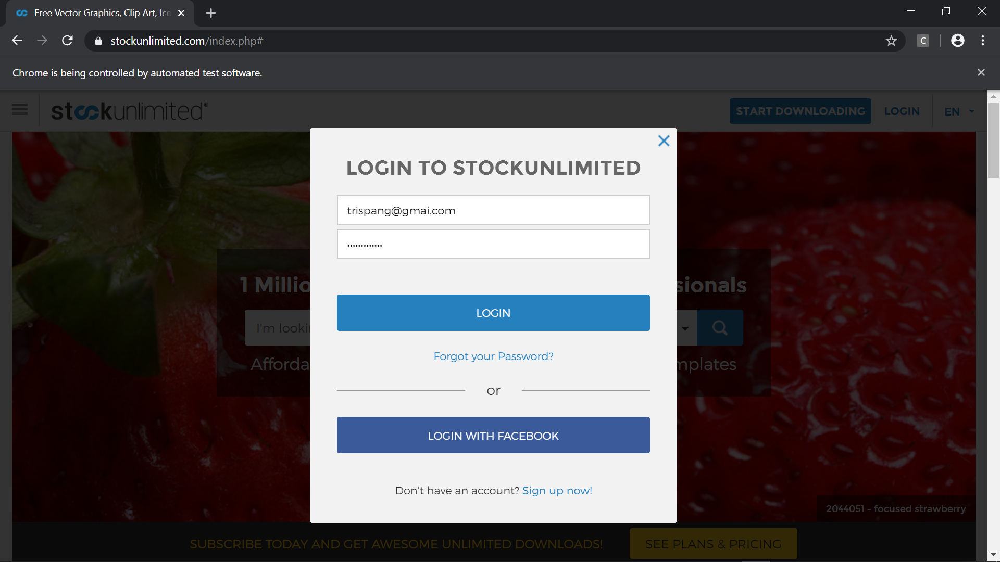 Free Vector Graphics, Clip Art, Ico
stockunlimited.com/index.php#
C
Chrome is being controlled by automated test software.
stockunlimited®
START DOWNLOADING
LOGIN
EN
LOGIN TO STOCKUNLIMITED
trispang@gmai.com
.............
1 Millio
sionals
LOGIN
I'm looki
Forgot your Password?
Afforda
mplates
or
LOGIN WITH FACEBOOK
Don't have an account? Sign up now!
2044051 - focused strawberry
SUBSCRIBE TODAY AND GET AWESOME UNLIMITED DOWNLOADS!
SEE PLANS & PRICING